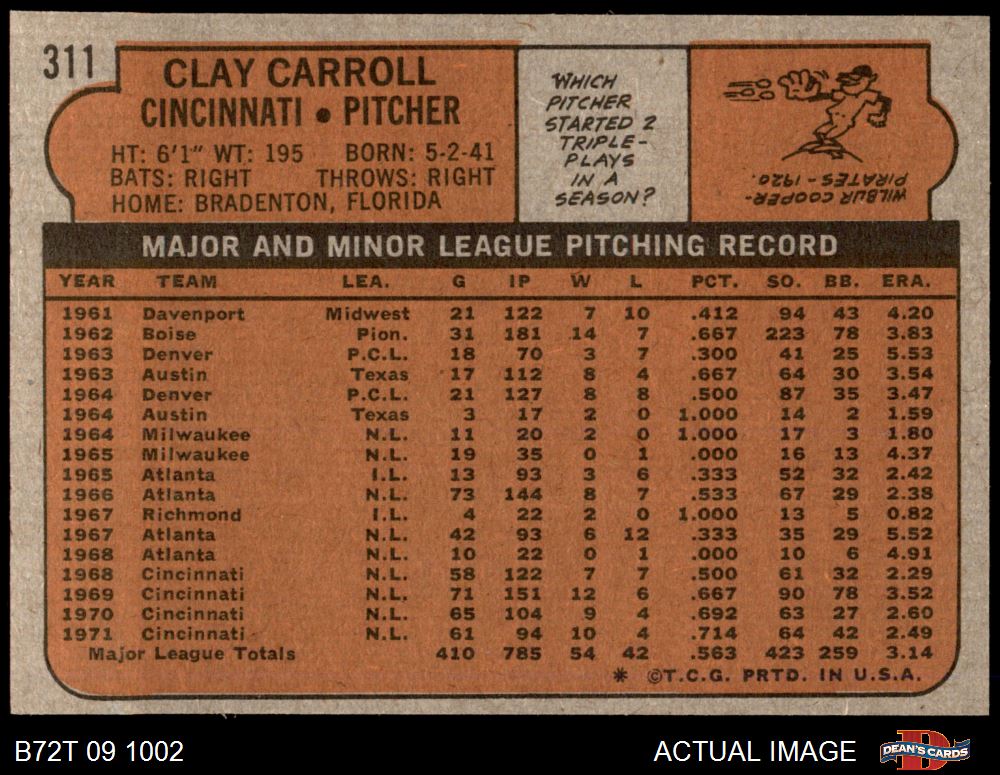 311
CLAY CARROLL
CINCINNATI • PITCHER
HT: 6'1" WT: 195 BORN: 5-2-41
BATS: RIGHT THROWS: RIGHT
HOME: BRADENTON, FLORIDA
WHICH
PITCHER
STARTED 2
TRIPLE-
PLAYS
IN A
SEASON?
WILBUR COOPER-
PIRATES-1920.
MAJOR AND MINOR LEAGUE PITCHING RECORD
YEAR TEAM LEA. G IP W L PCT. SO. BB. ERA.
1961 Davenport Midwest 21 122 7 10 .412 94 43 4.20
1962 Boise Pion. 31 181 14 7 .667 223 78 3.83
1963 Denver P.C.L. 18 70 3 7 .300 41 25 5.53
1963 Austin Texas 17 112 8 4 .667 64 30 3.54
1964 Denver P.C.L. 21 127 8 8 .500 87 35 3.47
1964 Austin Texas 3 17 2 0 1.000 14 2 1.59
1964 Milwaukee N.L. 11 20 2 0 1.000 17 3 1.80
1965 Milwaukee N.L. 19 35 0 1 .000 16 13 4.37
1965 Atlanta I.L. 13 93 3 6 .333 52 32 2.42
1966 Atlanta N.L. 73 144 8 7 .533 67 29 2.38
1967 Richmond I.L. 4 22 2 0 1.000 13 5 0.82
1967 Atlanta N.L. 42 93 6 12 .333 35 29 5.52
1968 Atlanta N.L. 10 22 0 1 .000 10 6 4.91
1968 Cincinnati N.L. 58 122 7 7 .500 61 32 2.29
1969 Cincinnati N.L. 71 151 12 6 .667 90 78 3.52
1970 Cincinnati N.L. 65 104 9 4 .692 63 27 2.60
1971 Cincinnati N.L. 61 94 10 4 .714 64 42 2.49
Major League Totals 410 785 54 42 .563 423 259 3.14
* ©T.C.G. PRTD. IN U.S.A.
B72T 09 1002 ACTUAL IMAGE
D
DEAN'S CARDS